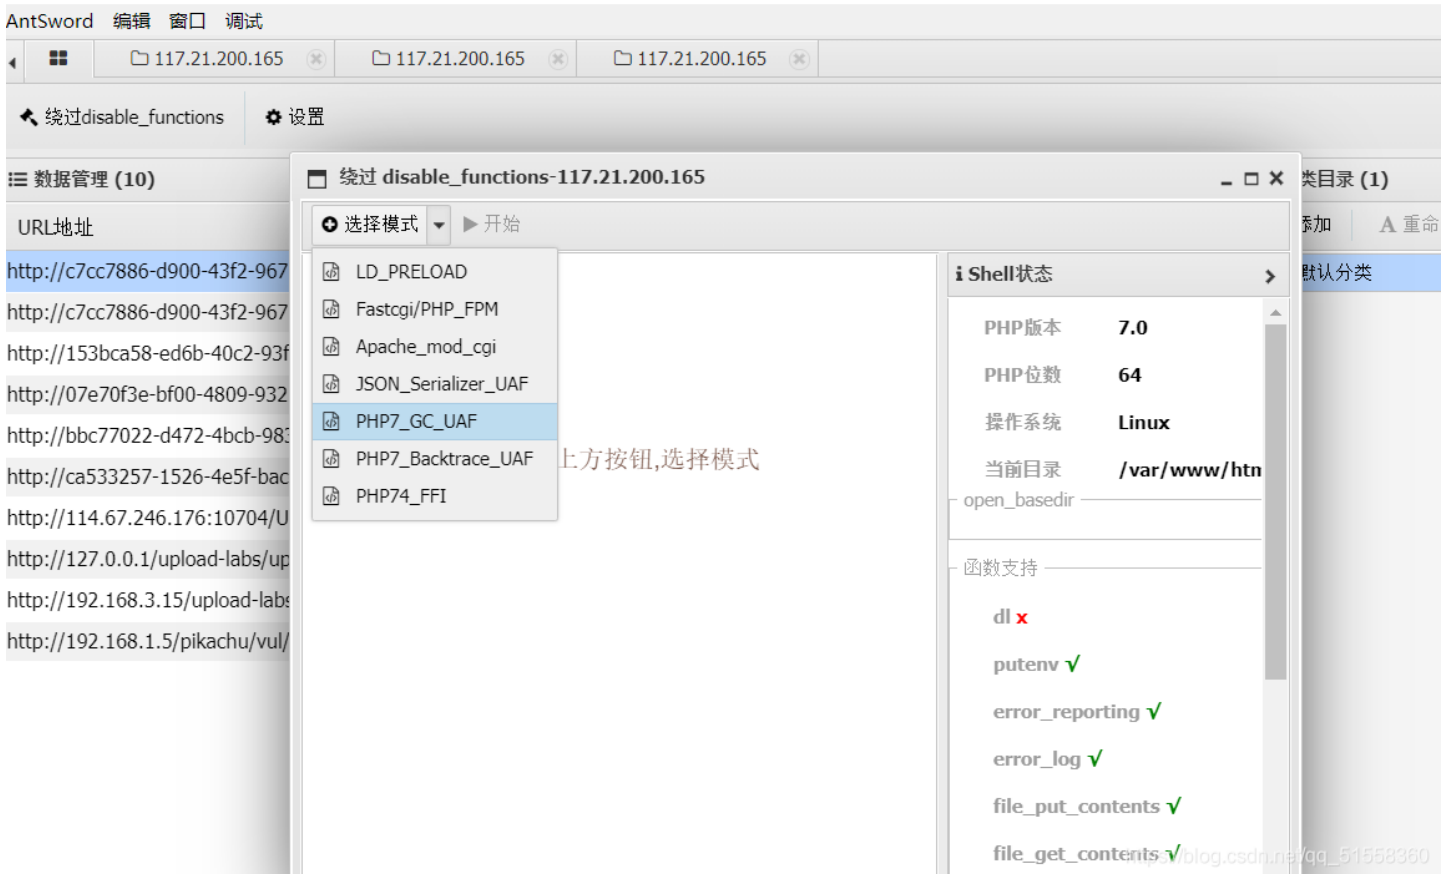 AntSword 编辑 窗口 调试
117.21.200.165 117.21.200.165 117.21.200.165
绕过disable_functions 设置
数据管理 (10)
URL地址
http://c7cc7886-d900-43f2-967
http://c7cc7886-d900-43f2-967
http://153bca58-ed6b-40c2-93f
http://07e70f3e-bf00-4809-932
http://bbc77022-d472-4bcb-983
http://ca533257-1526-4e5f-bac
http://114.67.246.176:10704/U
http://127.0.0.1/upload-labs/up
http://192.168.3.15/upload-labs
http://192.168.1.5/pikachu/vul/
绕过 disable_functions-117.21.200.165
选择模式 开始
LD_PRELOAD
Fastcgi/PHP_FPM
Apache_mod_cgi
JSON_Serializer_UAF
PHP7_GC_UAF
PHP7_Backtrace_UAF
PHP74_FFI
上方按钮,选择模式
Shell状态
PHP版本 7.0
PHP位数 64
操作系统 Linux
当前目录 /var/www/htm
open_basedir
函数支持
dl x
putenv √
error_reporting √
error_log √
file_put_contents √
file_get_contents √
类目录 (1)
添加 A 重命
默认分类
https://blog.csdn.net/qq_51558360